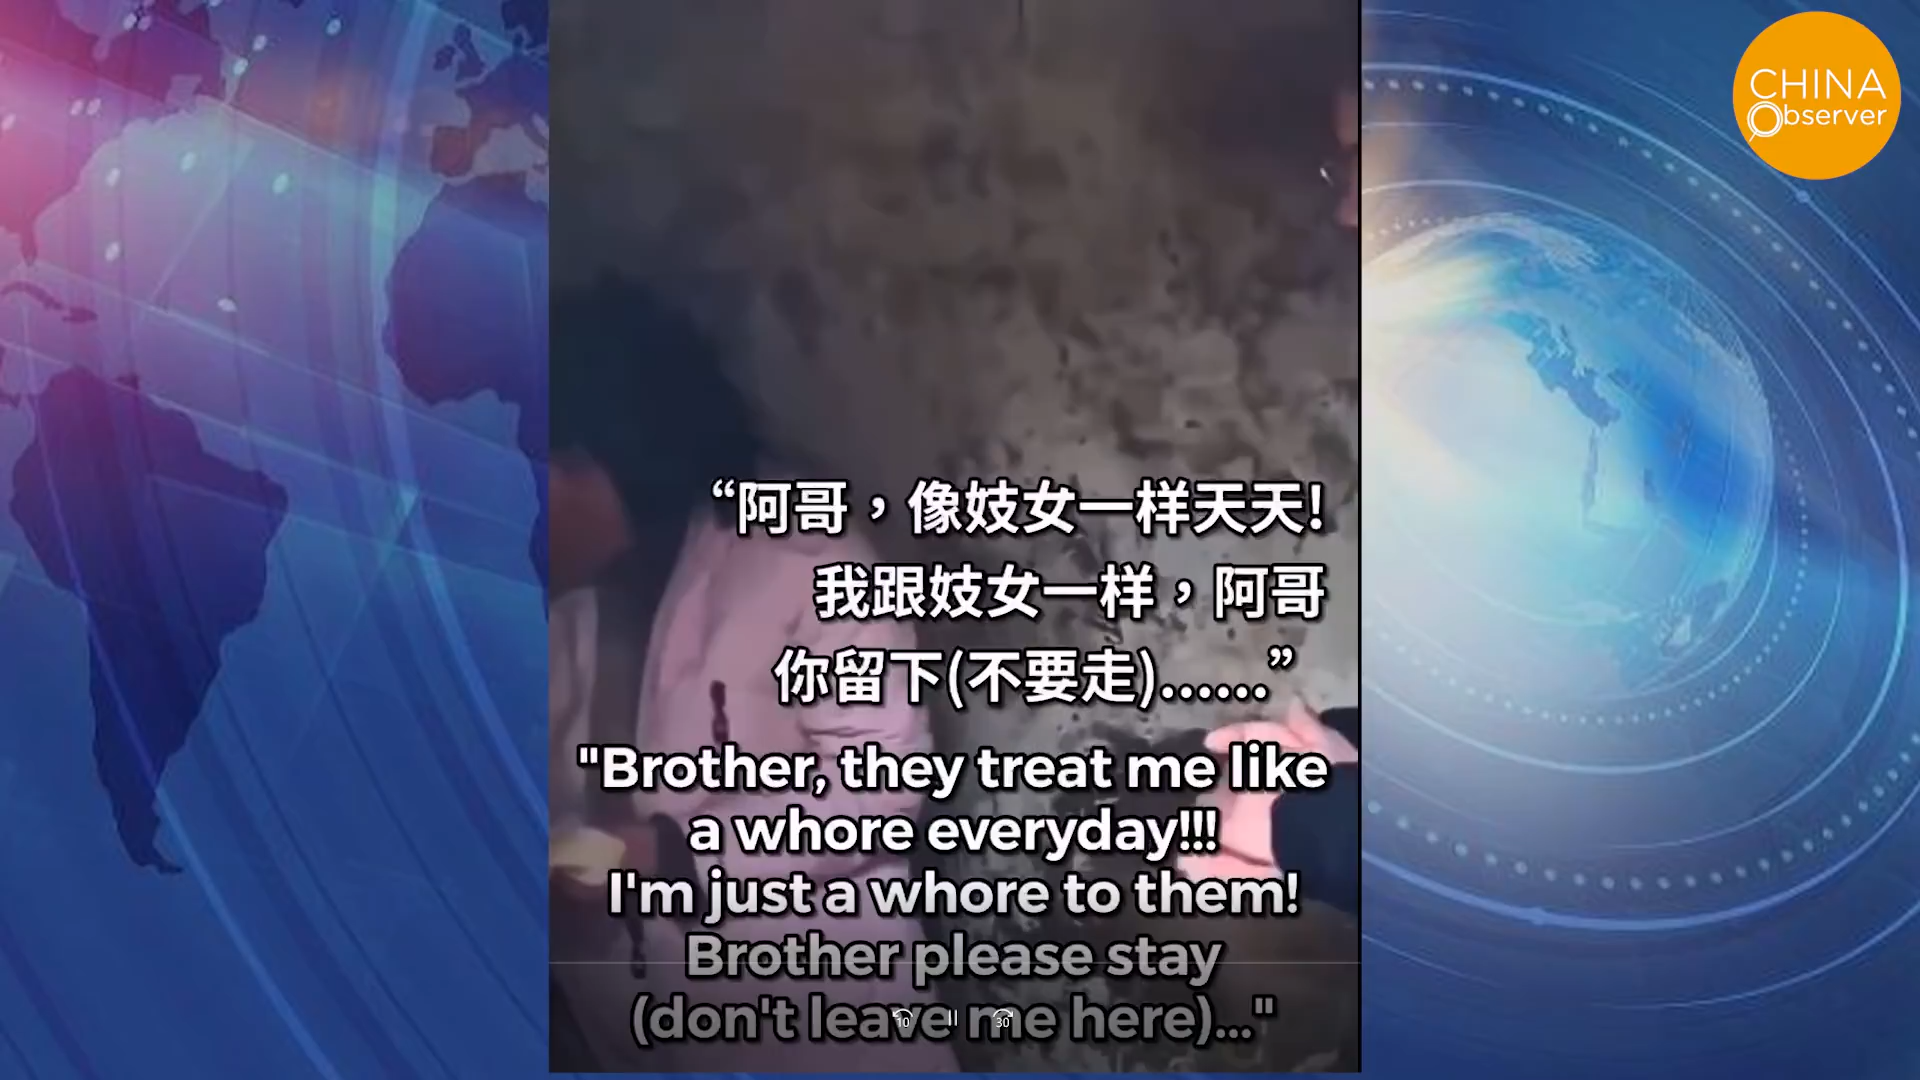 CHINA
Observer
“阿哥，像妓女一样天天!
我跟妓女一样，阿哥
你留下(不要走)……”
"Brother, they treat me like
a whore everyday!!!
I'm just a whore to them!
Brother please stay
(don't leave me here)..."
10 30